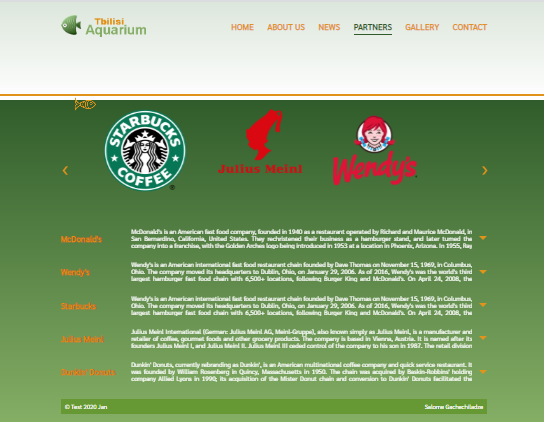 Tbilisi
Aquarium
HOME ABOUT US NEWS PARTNERS GALLERY CONTACT
STARBUCKS
COFFEE
Julius Meinl
Wendy's
McDonald's is an American fast food company, founded in 1940 as a restaurant operated by Richard and Maurice McDonald, in
McDonald's
San Bernardino, California, United States. They rechristened their business as a hamburger stand, and later turned the
company into a franchise, with the Golden Arches logo being introduced in 1953 at a location in Phoenix, Arizona. In 1955, Ray
Wendy's is an American international fast food restaurant chain founded by Dave Thomas on November 15, 1969, in Columbus,
Wendy's
Ohio. The company moved its headquarters to Dublin, Ohio, on January 29, 2006. As of 2016, Wendy's was the world's third
largest hamburger fast food chain with 6,500+ locations, following Burger King and McDonald's. On April 24, 2008, the
Wendy's is an American international fast food restaurant chain founded by Dave Thomas on November 15, 1969, in Columbus,
Starbucks
Ohio. The company moved its headquarters to Dublin, Ohio, on January 29, 2006. As of 2016, Wendy's was the world's third
largest hamburger fast food chain with 6,500+ locations, following Burger King and McDonald's. On April 24, 2008, the
Julius Meinl International (German: Julius Meinl AG, Meinl-Gruppe), also known simply as Julius Meinl, is a manufacturer and
Julius Meinl
retailer of coffee, gourmet foods and other grocery products. The company is based in Vienna, Austria. It is named after its
founders Julius Meinl I, and Julius Meinl II. Julius Meinl III ceded control of the company to his son in 1987. The retail division
Dunkin' Donuts, currently rebranding as Dunkin', is an American multinational coffee company and quick service restaurant. It
Dunkin' Donuts
was founded by William Rosenberg in Quincy, Massachusetts in 1950. The chain was acquired by Baskin-Robbins' holding
company Allied Lyons in 1990; its acquisition of the Mister Donut chain and conversion to Dunkin' Donuts facilitated the
© Test 2020 Jan Salome Gachechiladze